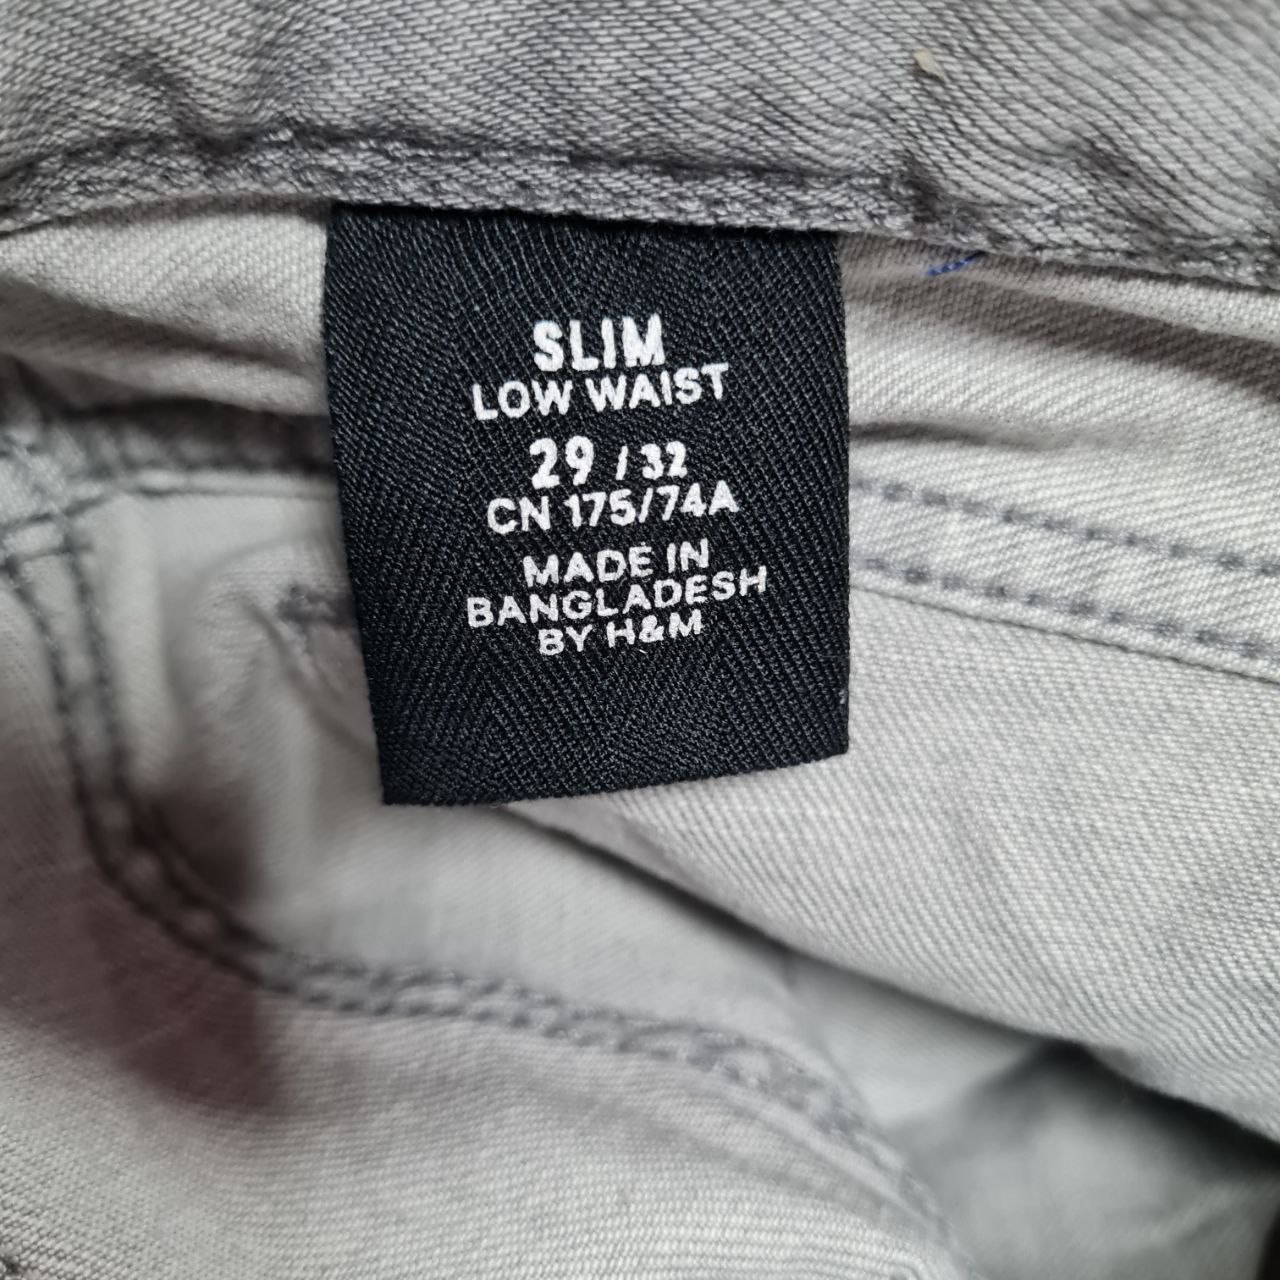 SLIM
LOW WAIST
29 / 32
CN 175/74A
MADE IN
BANGLADESH
BY H&M